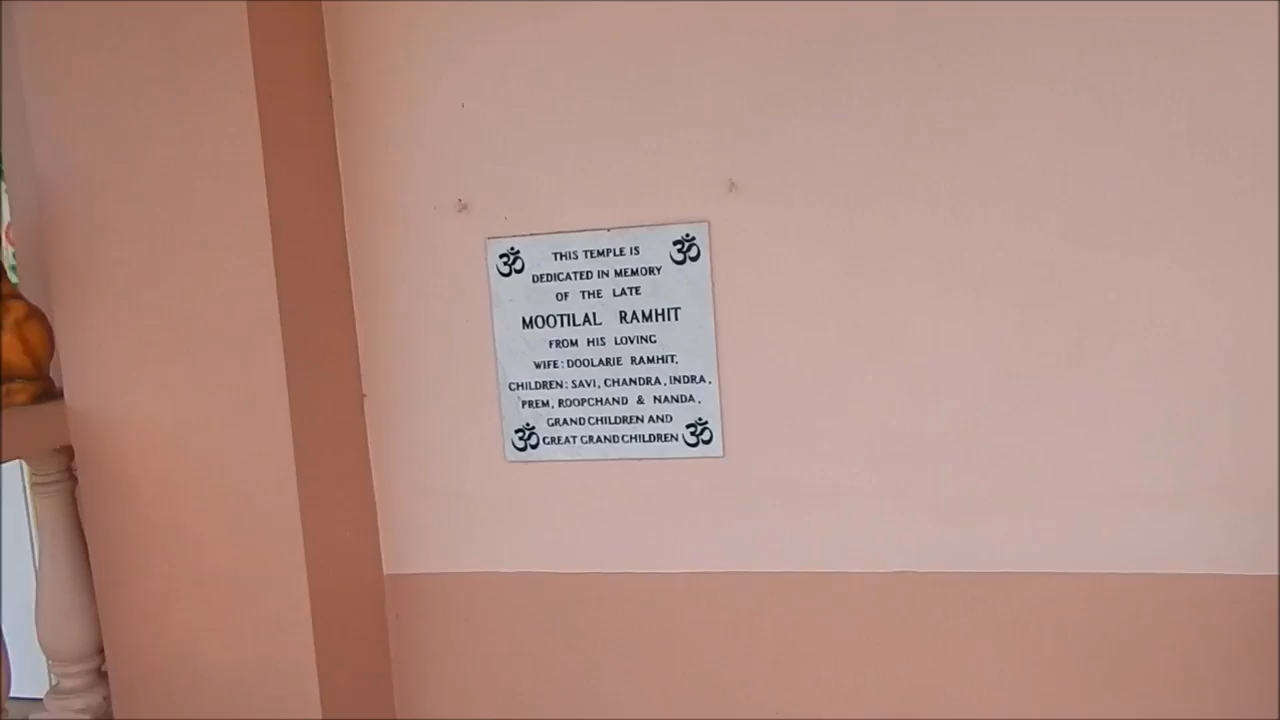 ॐ THIS TEMPLE IS ॐ
DEDICATED IN MEMORY
OF THE LATE
MOOTILAL RAMHIT
FROM HIS LOVING
WIFE: DOOLARIE RAMHIT,
CHILDREN: SAVI, CHANDRA, INDRA,
PREM, ROOPCHAND & NANDA,
GRAND CHILDREN AND
ॐ GREAT GRAND CHILDREN ॐ